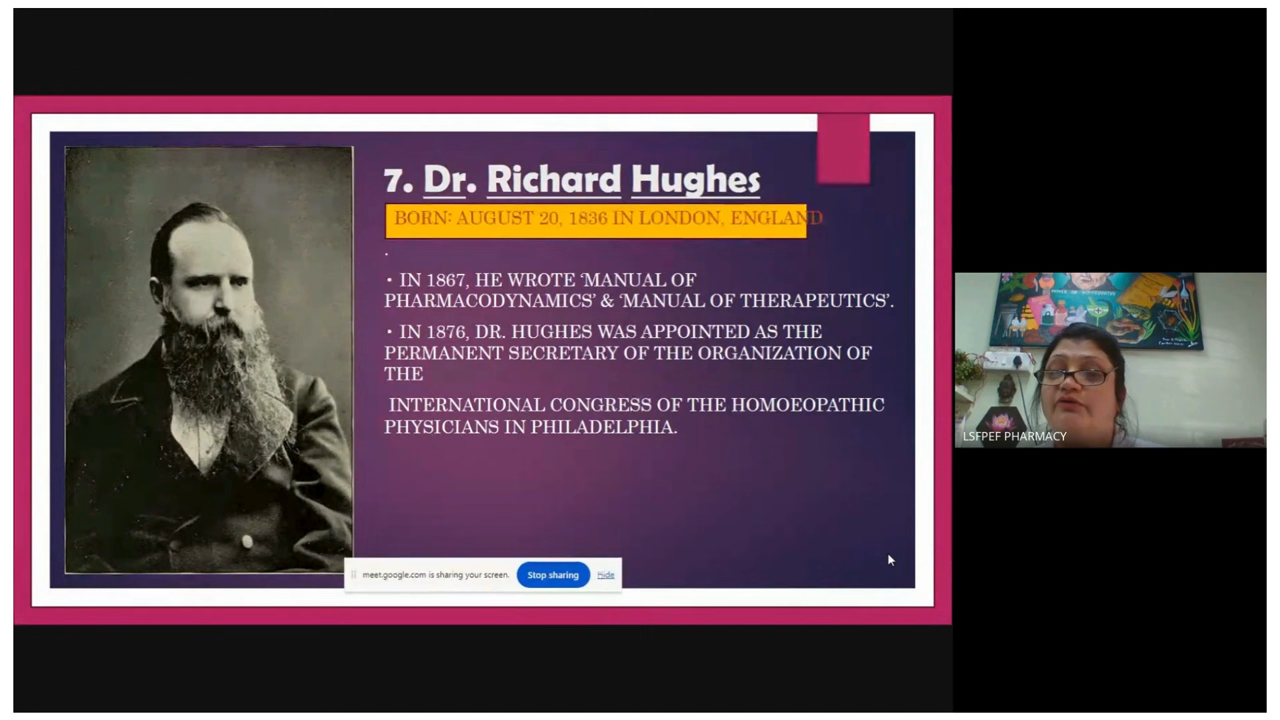 7. Dr. Richard Hughes
BORN: AUGUST 20, 1836 IN LONDON, ENGLAND
.
• IN 1867, HE WROTE ‘MANUAL OF
PHARMACODYNAMICS’ & ‘MANUAL OF THERAPEUTICS’.
• IN 1876, DR. HUGHES WAS APPOINTED AS THE
PERMANENT SECRETARY OF THE ORGANIZATION OF
THE
INTERNATIONAL CONGRESS OF THE HOMOEOPATHIC
PHYSICIANS IN PHILADELPHIA.
meet.google.com is sharing your screen. Stop sharing Hide
LSFPEF PHARMACY